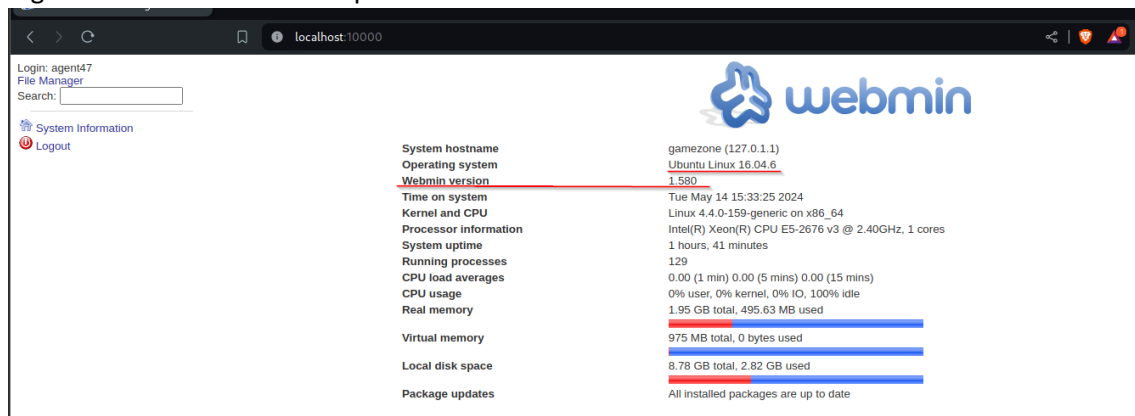 localhost:10000
1
Login: agent47
File Manager
Search:
System Information
Logout
webmin
System hostname gamezone (127.0.1.1)
Operating system Ubuntu Linux 16.04.6
Webmin version 1.580
Time on system Tue May 14 15:33:25 2024
Kernel and CPU Linux 4.4.0-159-generic on x86_64
Processor information Intel(R) Xeon(R) CPU E5-2676 v3 @ 2.40GHz, 1 cores
System uptime 1 hours, 41 minutes
Running processes 129
CPU load averages 0.00 (1 min) 0.00 (5 mins) 0.00 (15 mins)
CPU usage 0% user, 0% kernel, 0% IO, 100% idle
Real memory 1.95 GB total, 495.63 MB used
Virtual memory 975 MB total, 0 bytes used
Local disk space 8.78 GB total, 2.82 GB used
Package updates All installed packages are up to date